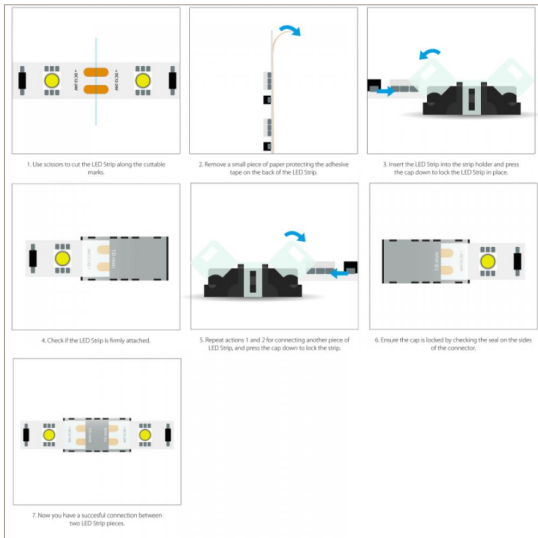 1. Use scissors to cut the LED Strip along the cuttable
marks.
2. Remove a small piece of paper protecting the adhesive
tape on the back of the LED Strip.
3. Insert the LED Strip into the strip holder and press
the cap down to lock the LED Strip in place.
4. Check if the LED Strip is firmly attached.
5. Repeat actions 1 and 2 for connecting another piece of
LED Strip, and press the cap down to lock the strip.
6. Ensure the cap is locked by checking the seal on the sides
of the connector.
7. Now you have a succesful connection between
two LED Strip pieces.